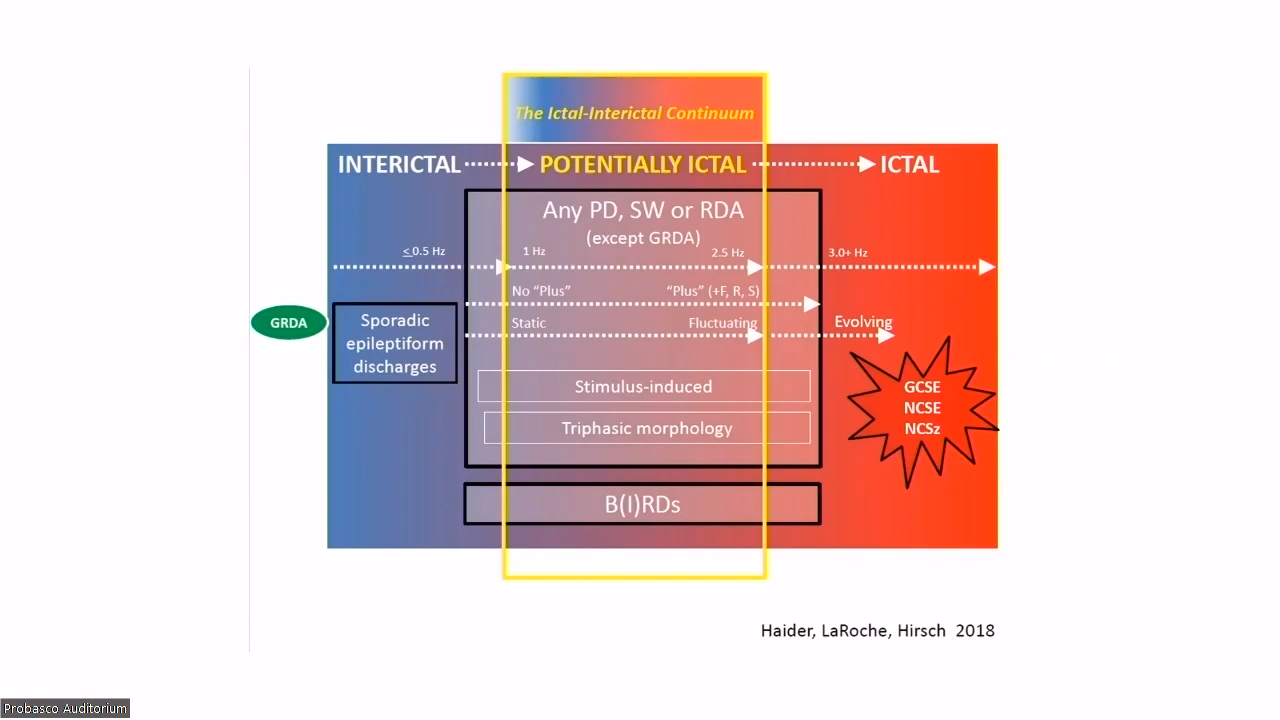 The Ictal-Interictal Continuum
INTERICTAL POTENTIALLY ICTAL ICTAL
Any PD, SW or RDA
(except GRDA)
≤0.5 Hz 1 Hz 2.5 Hz 3.0+ Hz
No “Plus” “Plus” (+F, R, S)
Static Fluctuating Evolving
GRDA
Sporadic
epileptiform
discharges
Stimulus-induced
Triphasic morphology
GCSE
NCSE
NCSz
B(I)RDs
Haider, LaRoche, Hirsch 2018
Probasco Auditorium